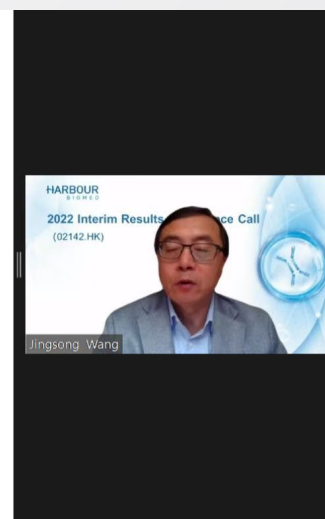 HARBOUR
BIOMED
2022 Interim Results ce Call
(02142.HK)
Jingsong Wang